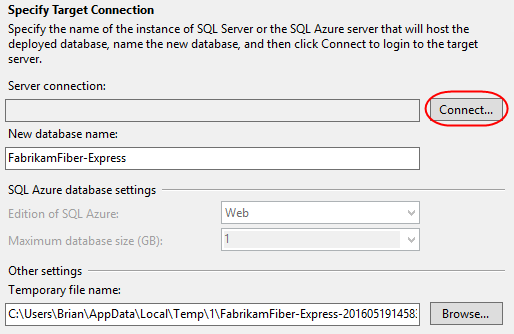 Specify Target Connection
Specify the name of the instance of SQL Server or the SQL Azure server that will host the
deployed database, name the new database, and then click Connect to login to the target
server.
Server connection:
Connect...
New database name:
FabrikamFiber-Express
SQL Azure database settings
Edition of SQL Azure:
Web
Maximum database size (GB):
1
Other settings
Temporary file name:
C:\Users\Brian\AppData\Local\Temp\1\FabrikamFiber-Express-2016051914583
Browse...